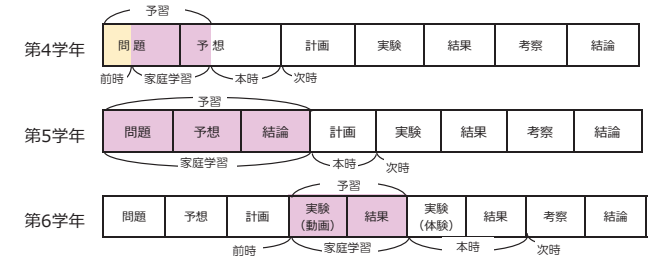 予習
第4学年 問題 予想 計画 実験 結果 考察 結論
前時 家庭学習 本時 次時
予習
第5学年 問題 予想 結論 計画 実験 結果 考察 結論
家庭学習 本時 次時
予習
第6学年 問題 予想 計画 実験（動画） 結果 実験（体験） 結果 考察 結論
前時 家庭学習 本時 次時